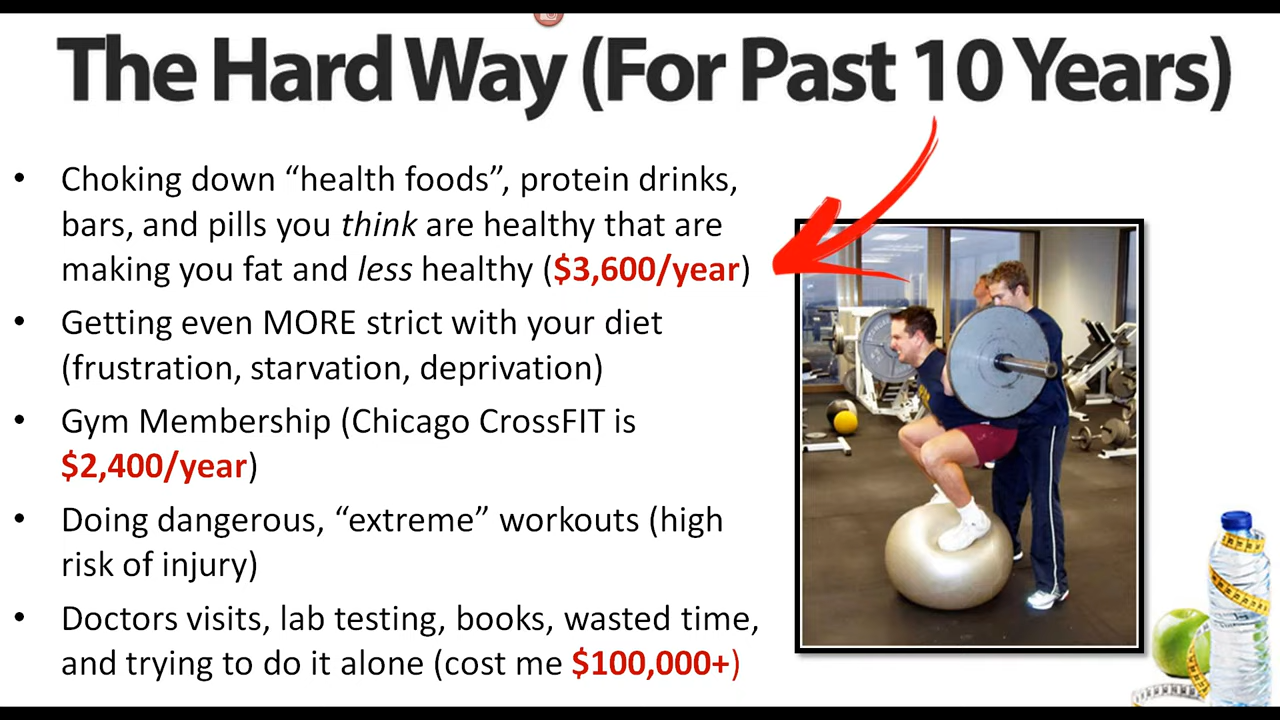 The Hard Way (For Past 10 Years)
• Choking down “health foods”, protein drinks,
bars, and pills you think are healthy that are
making you fat and less healthy ($3,600/year)
• Getting even MORE strict with your diet
(frustration, starvation, deprivation)
• Gym Membership (Chicago CrossFIT is
$2,400/year)
• Doing dangerous, “extreme” workouts (high
risk of injury)
• Doctors visits, lab testing, books, wasted time,
and trying to do it alone (cost me $100,000+)